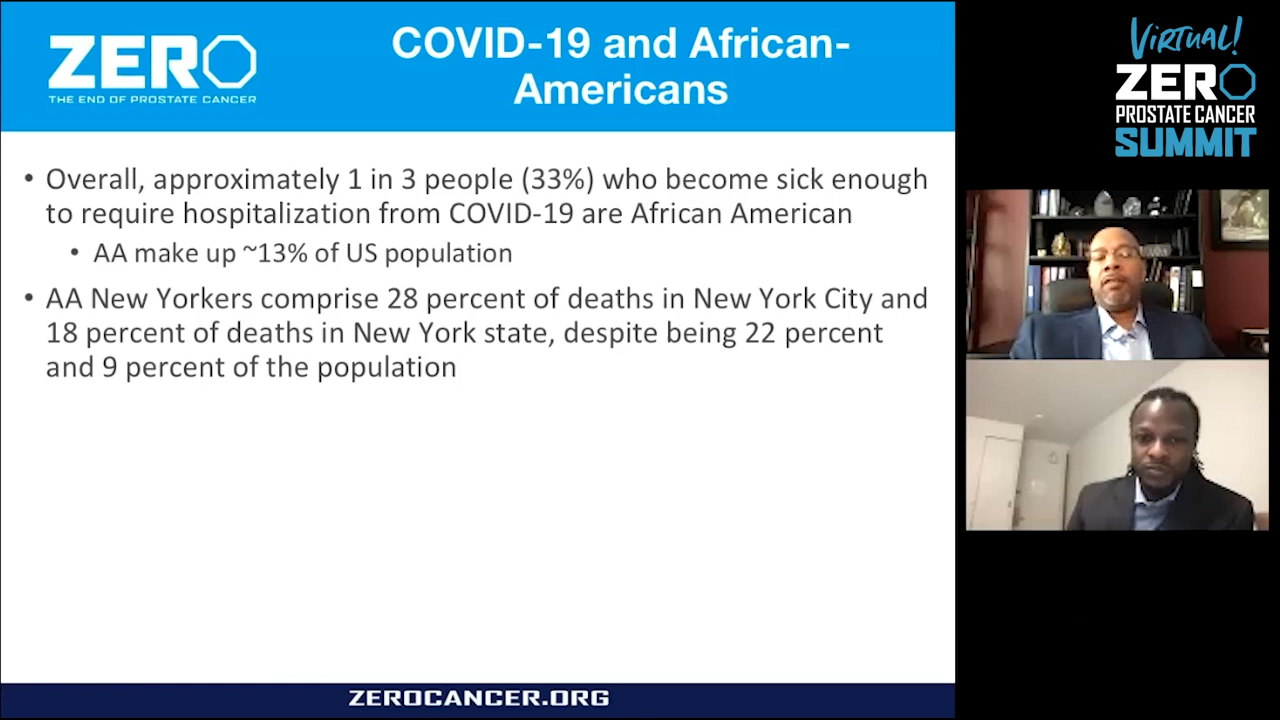 ZERO
THE END OF PROSTATE CANCER
COVID-19 and African-
Americans
• Overall, approximately 1 in 3 people (33%) who become sick enough
to require hospitalization from COVID-19 are African American
• AA make up ~13% of US population
• AA New Yorkers comprise 28 percent of deaths in New York City and
18 percent of deaths in New York state, despite being 22 percent
and 9 percent of the population
ZEROCANCER.ORG
VIRTUAL!
ZERO
PROSTATE CANCER
SUMMIT